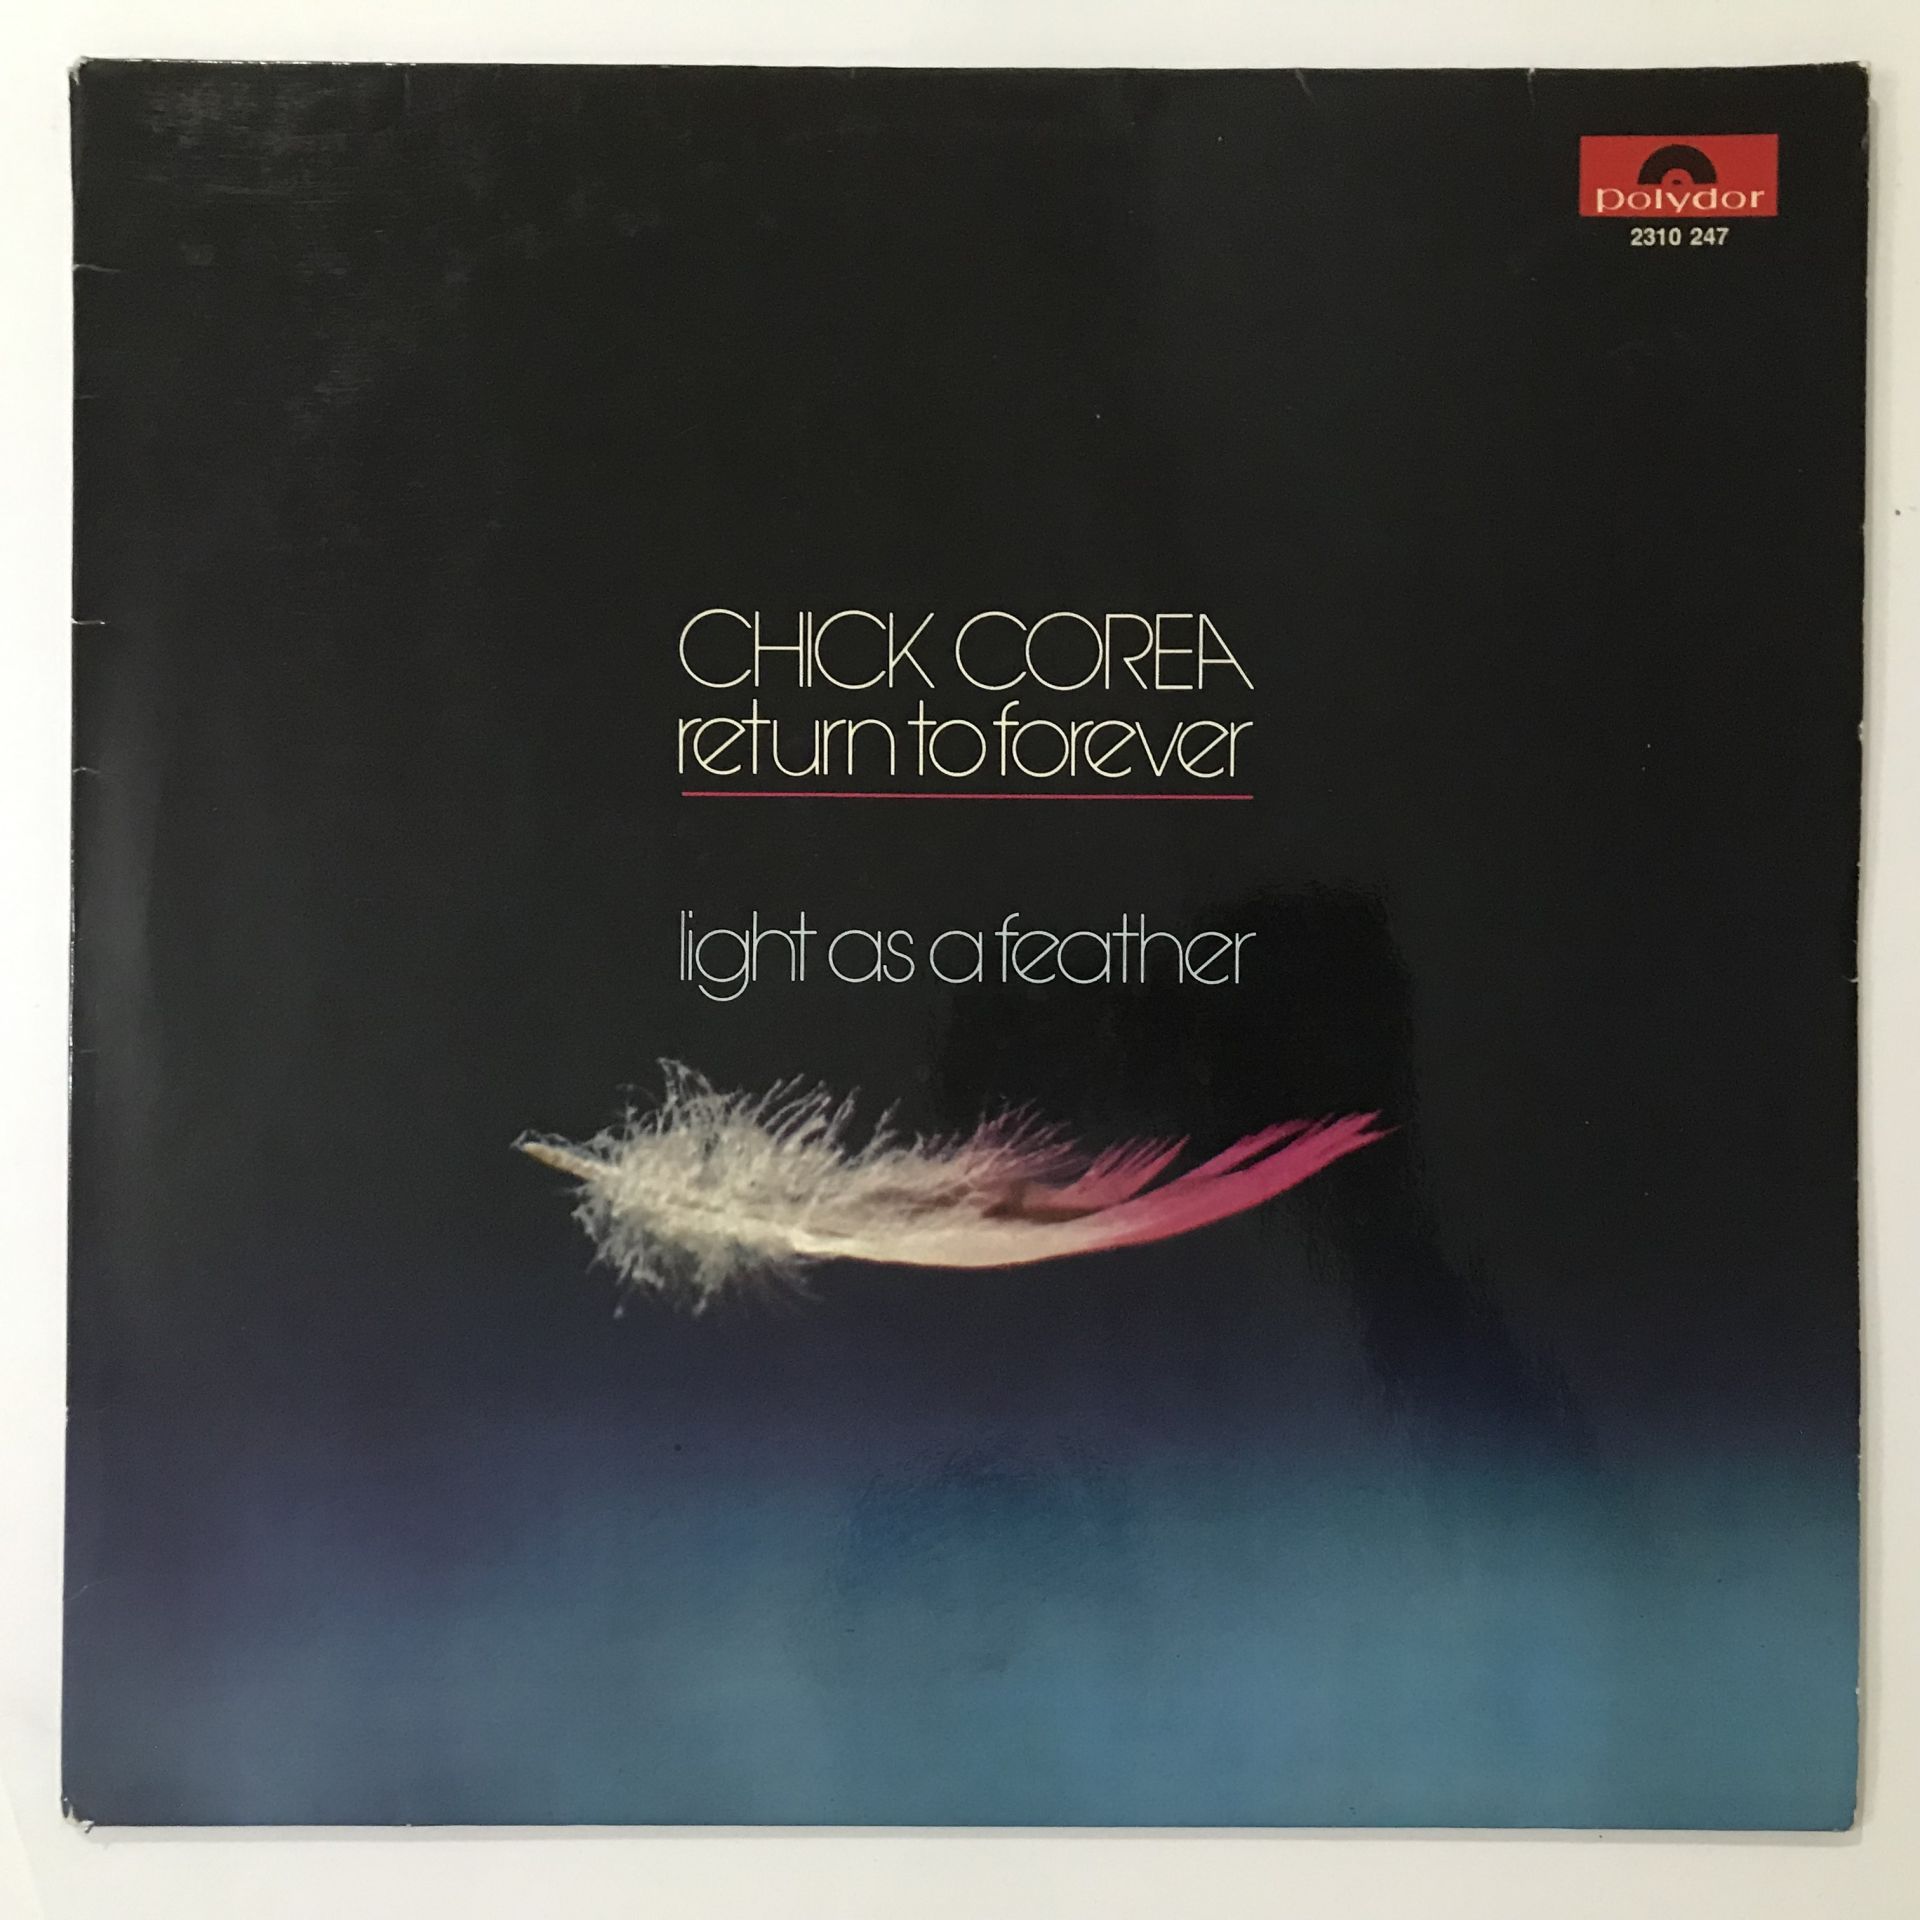 polydor
2310 247
CHICK COREA
return to forever
light as a feather